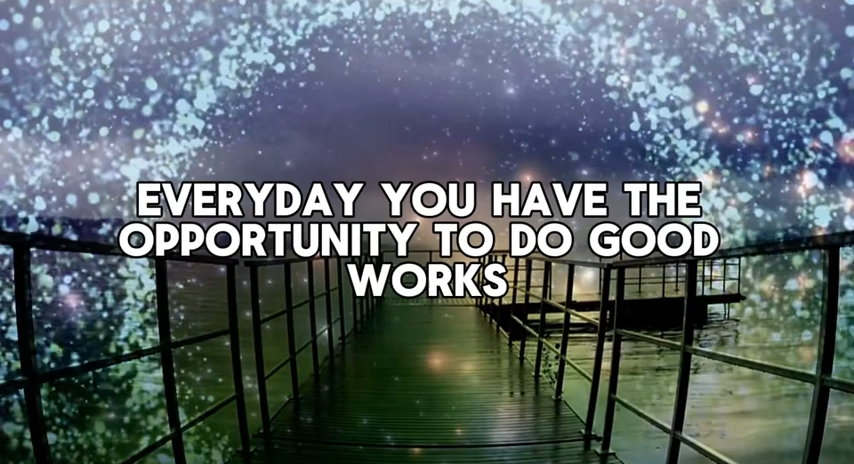 EVERYDAY YOU HAVE THE
OPPORTUNITY TO DO GOOD
WORKS